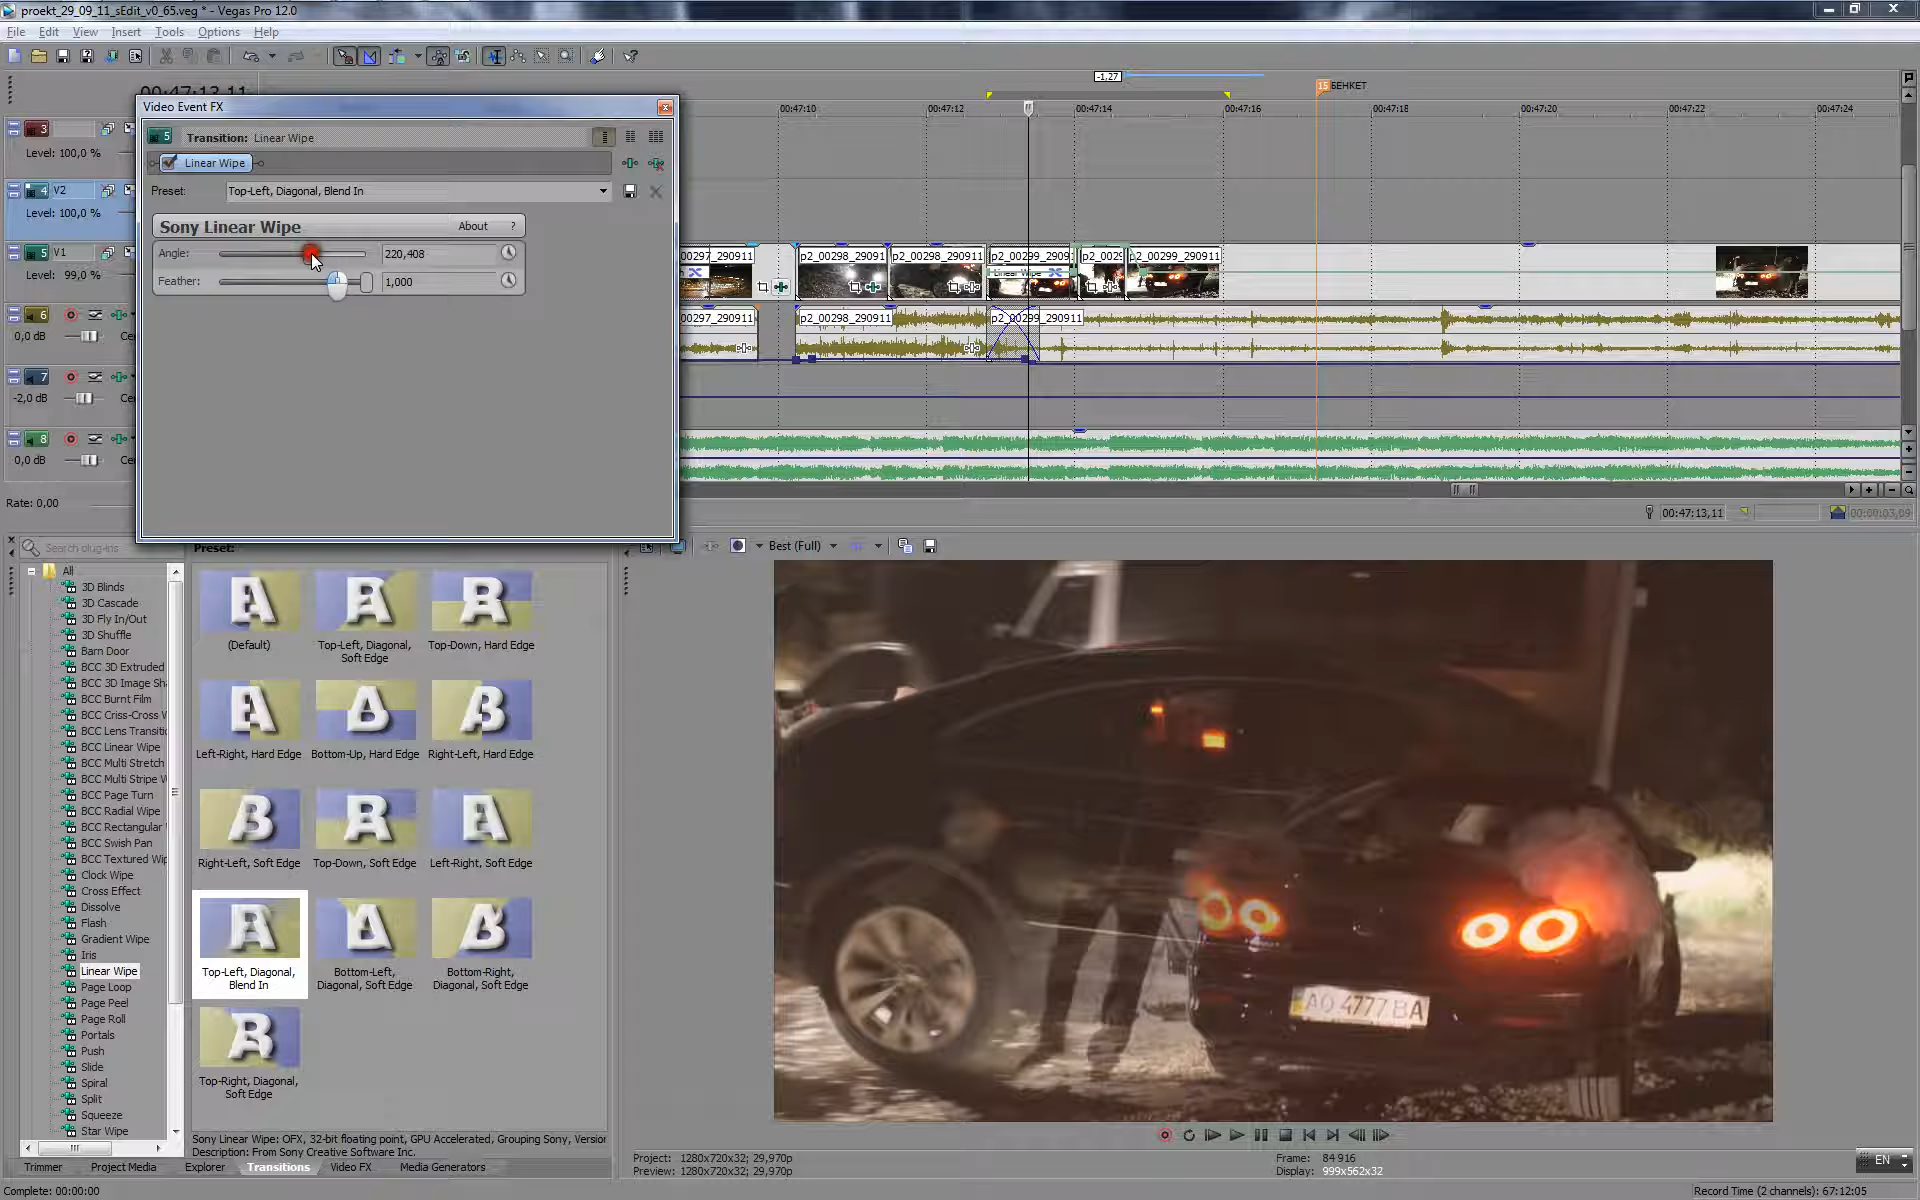 proekt_29_09_11_sEdit_v0_65.veg * - Vegas Pro 12.0
File Edit View Insert Tools Options Help
-1,27
15 БЕНКЕТ
00:47:13,11
00:47:10 00:47:12 00:47:14 00:47:16 00:47:18 00:47:20 00:47:22 00:47:24
Video Event FX
5 Transition: Linear Wipe
Linear Wipe
Preset: Top-Left, Diagonal, Blend In
Sony Linear Wipe About ?
Angle: 220,408
Feather: 1,000
3
Level: 100,0 %
4 V2
Level: 100,0 %
5 V1
Level: 99,0 %
6
0,0 dB Ce
7
-2,0 dB Ce
8
0,0 dB Ce
00297_290911 p2_00298_29091 p2_00298_290911 p2_00299_2909 p2_0029 p2_00299_290911
Linear Wipe
00297_290911 p2_00298_290911 p2_00299_290911
Rate: 0,00
00:47:13,11 00:00:03,09
Search plug-ins
Preset:
Best (Full)
All
3D Blinds
3D Cascade
3D Fly In/Out
3D Shuffle
Barn Door
BCC 3D Extruded
BCC 3D Image Sha
BCC Burnt Film
BCC Criss-Cross W
BCC Lens Transitio
BCC Linear Wipe
BCC Multi Stretch
BCC Multi Stripe W
BCC Page Turn
BCC Radial Wipe
BCC Rectangular
BCC Swish Pan
BCC Textured Wip
Clock Wipe
Cross Effect
Dissolve
Flash
Gradient Wipe
Iris
Linear Wipe
Page Loop
Page Peel
Page Roll
Portals
Push
Slide
Spiral
Split
Squeeze
Star Wipe
(Default) Top-Left, Diagonal, Top-Down, Hard Edge
Soft Edge
Left-Right, Hard Edge Bottom-Up, Hard Edge Right-Left, Hard Edge
Right-Left, Soft Edge Top-Down, Soft Edge Left-Right, Soft Edge
Top-Left, Diagonal, Bottom-Left, Bottom-Right,
Blend In Diagonal, Soft Edge Diagonal, Soft Edge
Top-Right, Diagonal,
Soft Edge
Sony Linear Wipe: OFX, 32-bit floating point, GPU Accelerated, Grouping Sony, Version
Description: From Sony Creative Software Inc.
Trimmer Project Media Explorer Transitions Video FX Media Generators
AO 4777 BA
Project: 1280x720x32; 29,970p
Preview: 1280x720x32; 29,970p
Frame: 84 916
Display: 999x562x32
EN
Complete: 00:00:00
Record Time (2 channels): 67:12:05